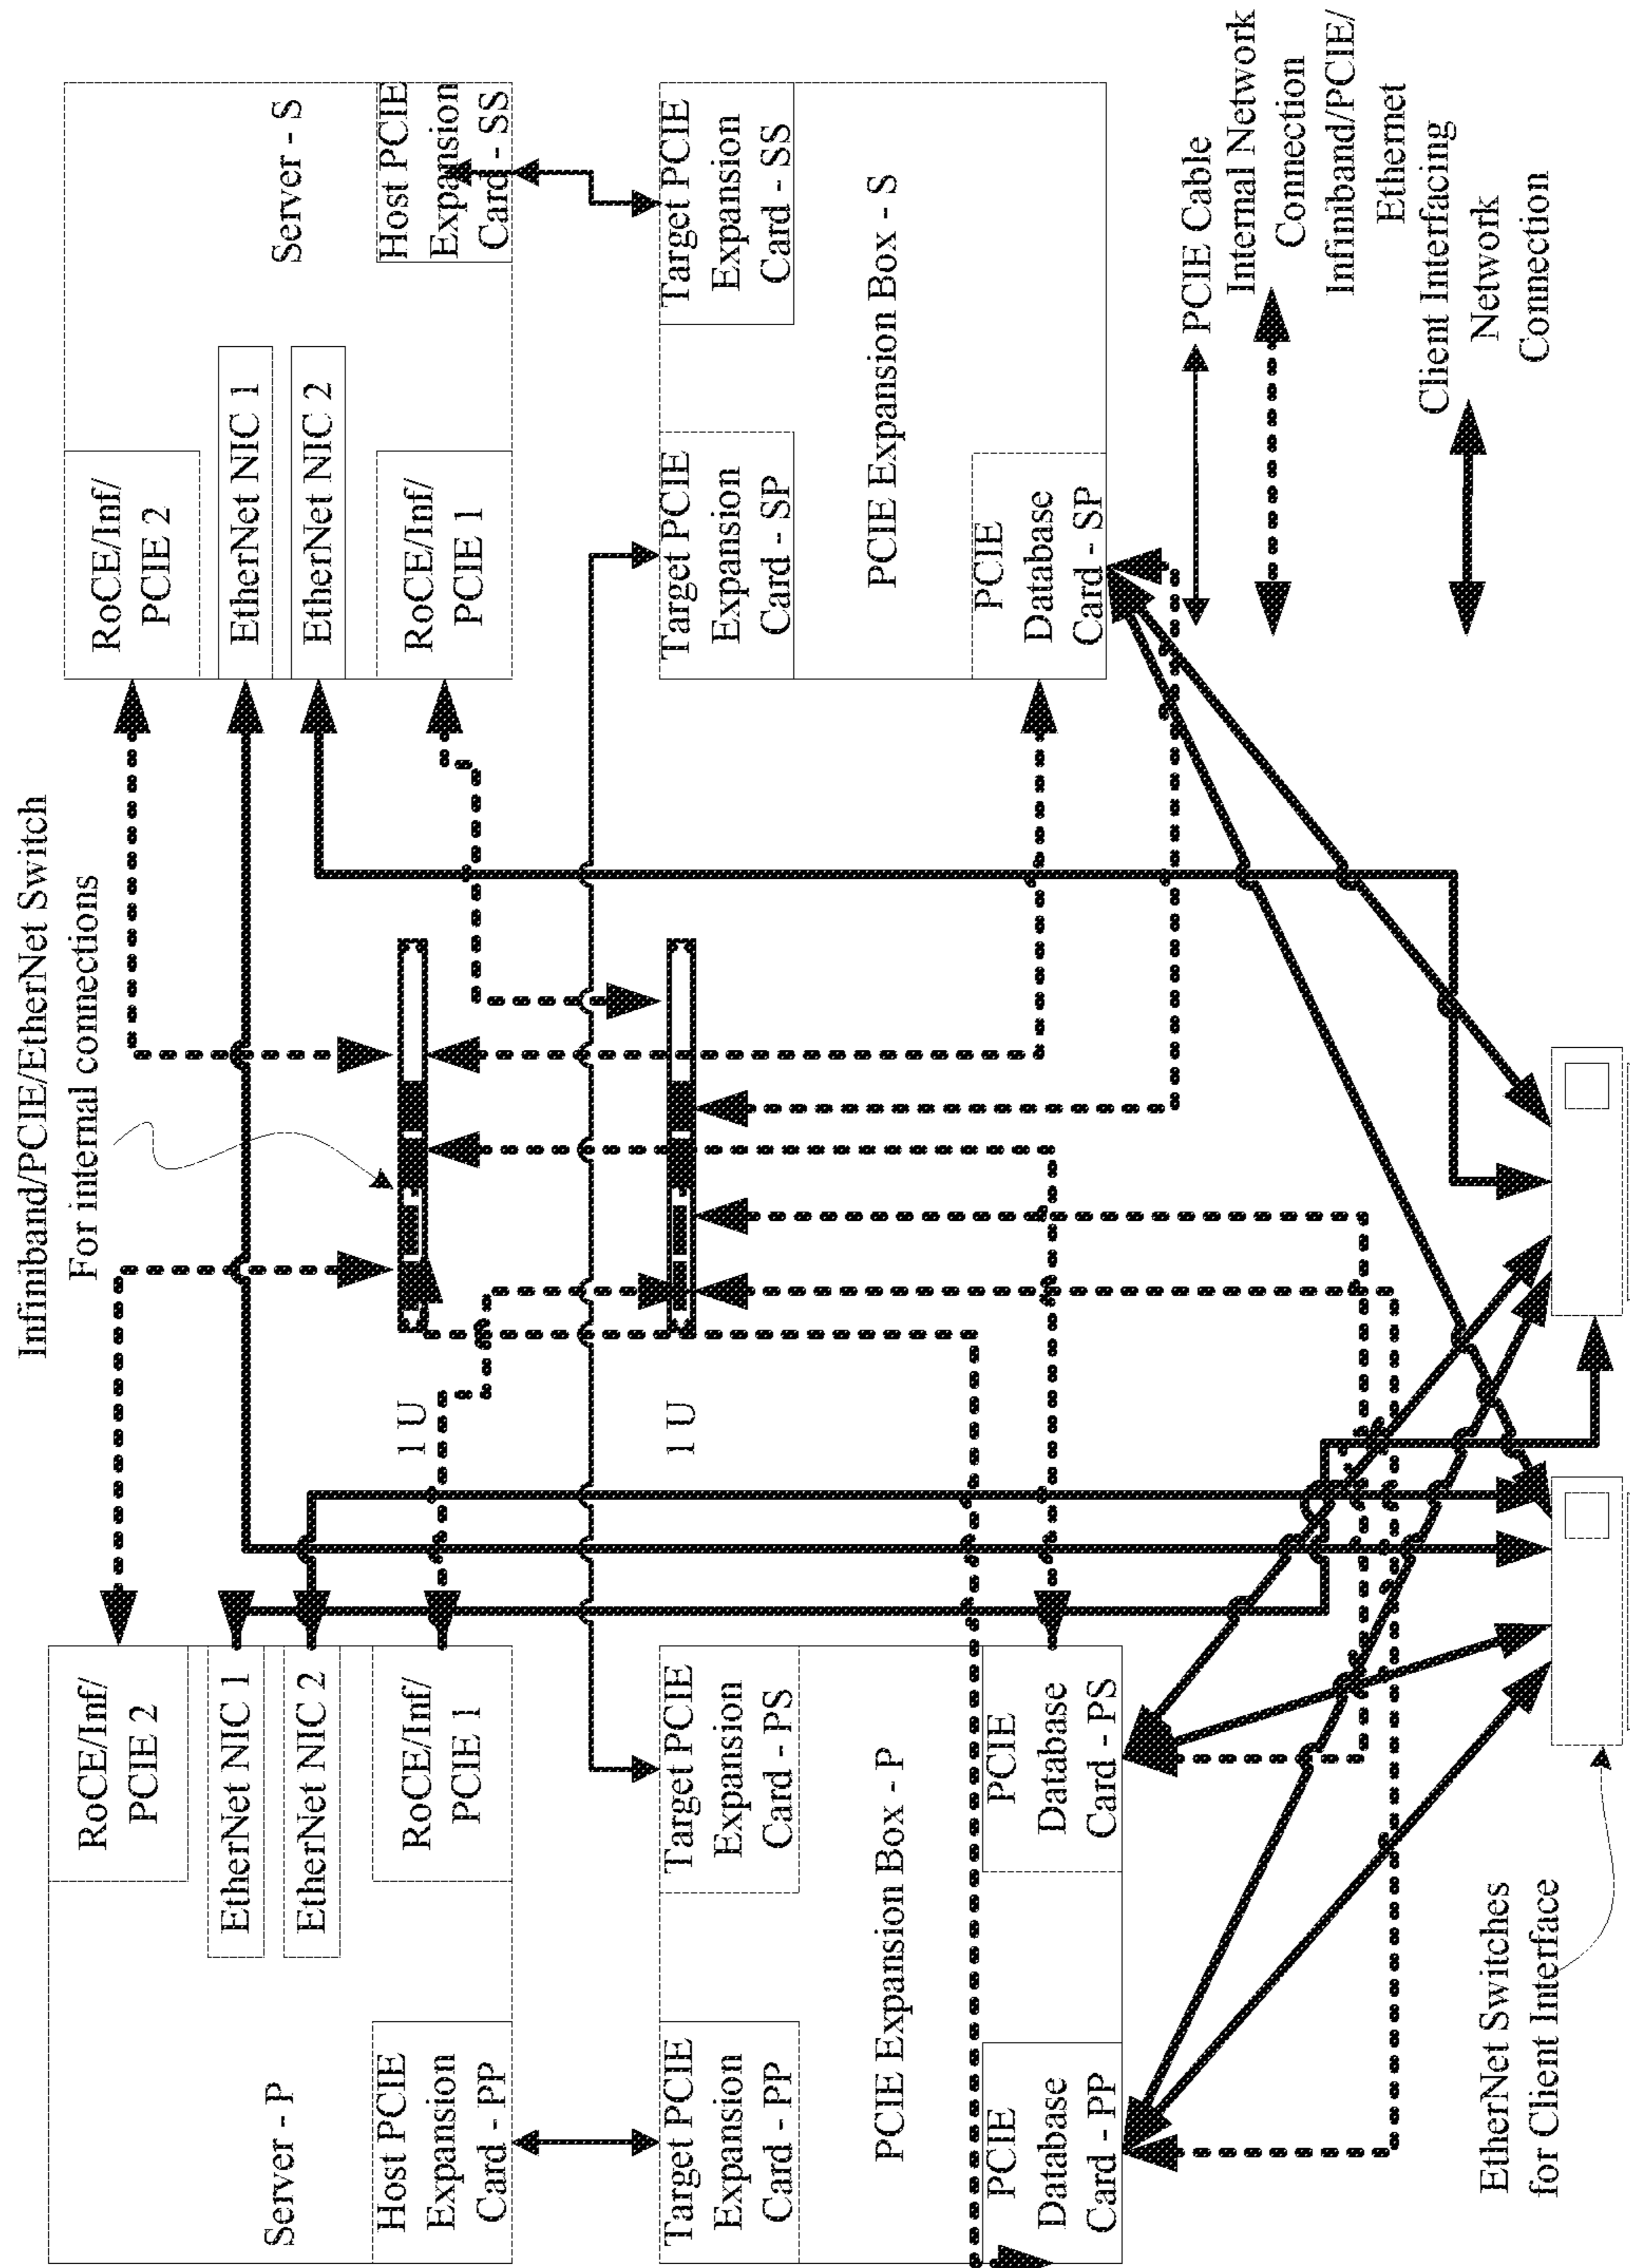 Infiniband/PCIE/EtherNet Switch
For internal connections
Server - P
RoCE/Inf/
PCIE 2
EtherNet NIC 1
EtherNet NIC 2
RoCE/Inf/
PCIE 1
Host PCIE
Expansion
Card - PP
1 U
1 U
RoCE/Inf/
PCIE 2
EtherNet NIC 1
EtherNet NIC 2
RoCE/Inf/
PCIE 1
Server - S
Host PCIE
Expansion
Card - SS
Target PCIE
Expansion
Card - PP
Target PCIE
Expansion
Card - PS
PCIE Expansion Box - P
PCIE
Database
Card - PP
PCIE
Database
Card - PS
Target PCIE
Expansion
Card - SP
Target PCIE
Expansion
Card - SS
PCIE Expansion Box - S
PCIE
Database
Card - SP
PCIE Cable
Internal Network
Connection
Infiniband/PCIE/
Ethernet
Client Interfacing
Network
Connection
EtherNet Switches
for Client Interface